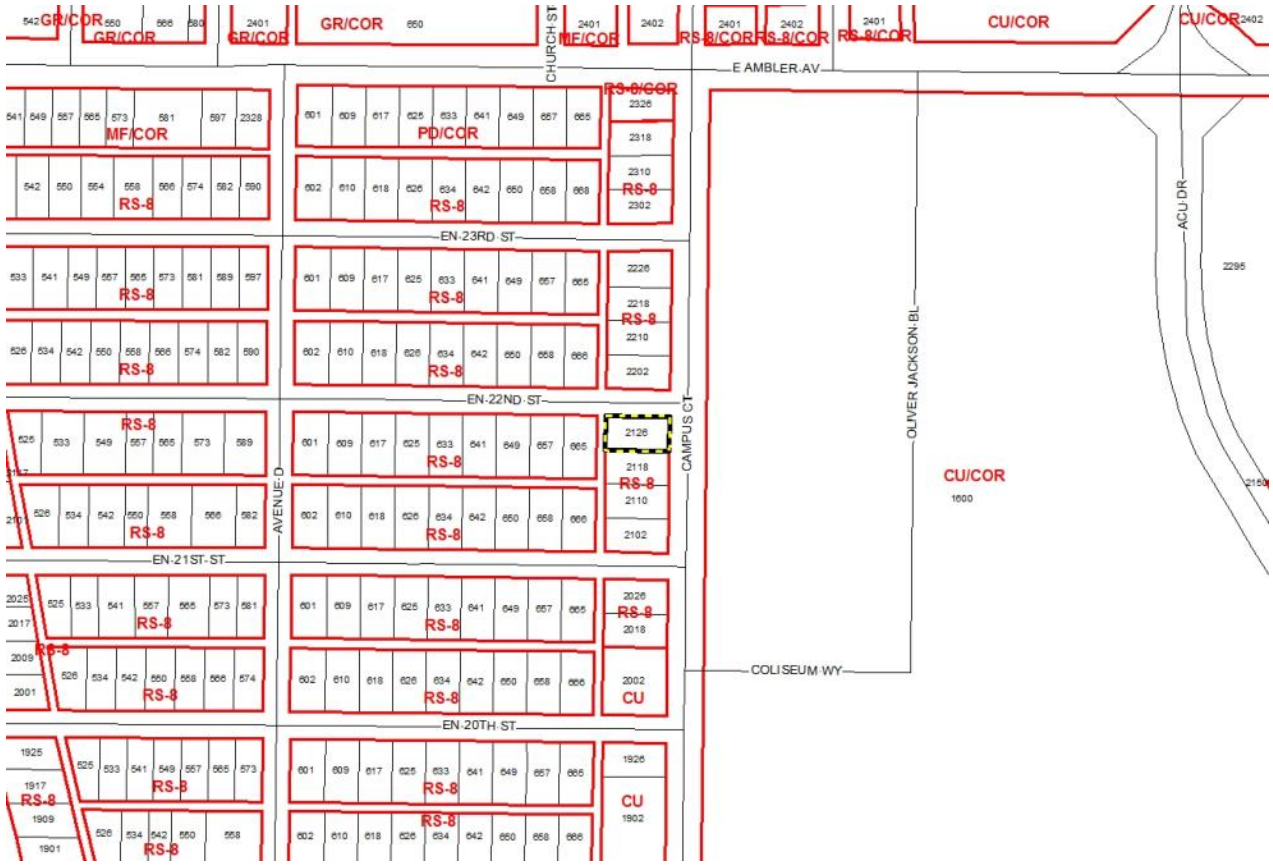 542 GR/COR 550 566 580 2401 GR/COR 650 2401 2402 2401 2402 2401 CU/COR CU/COR 2402
GR/COR GR/COR MF/COR RS-8/COR RS-8/COR RS-8/COR
CHURCH ST
E AMBLER AV
RS-8/COR
2326
541 549 557 565 573 581 597 2328 601 609 617 625 633 641 649 657 665
MF/COR PD/COR
2318
2310
542 550 554 558 566 574 582 590 602 610 618 626 634 642 650 658 668
RS-8 RS-8 RS-8
2302
EN 23RD ST
ACU DR
2295
533 541 549 557 565 573 581 589 597 601 609 617 625 633 641 649 657 665 2226
RS-8 RS-8
2218
RS-8
2210
526 534 542 550 558 566 574 582 590 602 610 618 626 634 642 650 658 666
RS-8 RS-8
2202
OLIVER JACKSON BL
EN 22ND ST
CAMPUS CT
RS-8
525 533 549 557 565 573 589 601 609 617 625 633 641 649 657 665 2126
RS-8
2118
RS-8
2110
CU/COR
1600
AVENUE D
2101 526 534 542 550 558 566 582 602 610 618 626 634 642 650 658 666
RS-8 RS-8
2102
EN 21ST ST
2025 525 533 541 557 565 573 581 601 609 617 625 633 641 649 657 665 2026
2017 RS-8 RS-8 RS-8
2018
RS-8
2009
526 534 542 550 558 566 574 602 610 618 626 634 642 650 658 666 2002
2001 RS-8 RS-8 CU
COLISEUM WY
EN 20TH ST
1925 525 533 541 549 557 565 573 601 609 617 625 633 641 649 657 665 1926
1917 RS-8 RS-8
RS-8 CU
1909 RS-8 1902
526 534 542 550 558 602 610 618 626 634 642 650 658 666
1901 RS-8